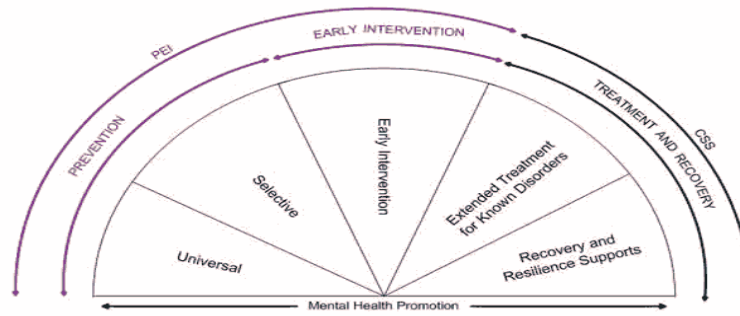 PEI
EARLY INTERVENTION
CSS
PREVENTION
TREATMENT AND RECOVERY
Universal
Selective
Early Intervention
Extended Treatment
for Known Disorders
Recovery and
Resilience Supports
Mental Health Promotion